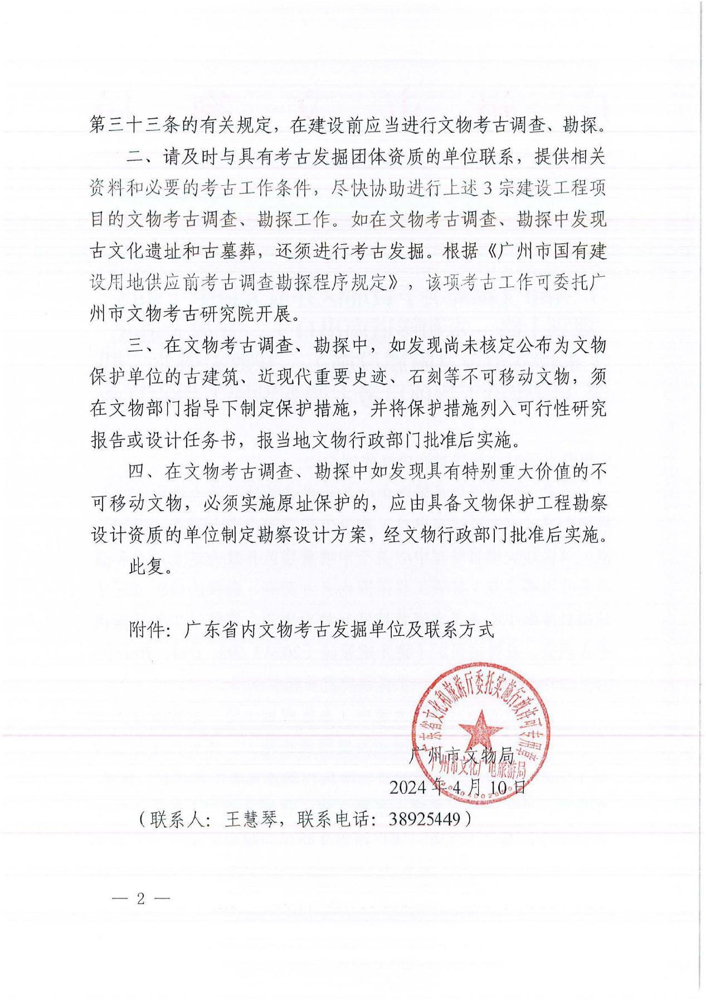 第三十三条的有关规定，在建设前应当进行文物考古调查、勘探。
二、请及时与具有考古发掘团体资质的单位联系，提供相关
资料和必要的考古工作条件，尽快协助进行上述 3 宗建设工程项
目的文物考古调查、勘探工作。如在文物考古调查、勘探中发现
古文化遗址和古墓葬，还须进行考古发掘。根据《广州市国有建
设用地供应前考古调查勘探程序规定》，该项考古工作可委托广
州市文物考古研究院开展。
三、在文物考古调查、勘探中，如发现尚未核定公布为文物
保护单位的古建筑、近现代重要史迹、石刻等不可移动文物，须
在文物部门指导下制定保护措施，并将保护措施列入可行性研究
报告或设计任务书，报当地文物行政部门批准后实施。
四、在文物考古调查、勘探中如发现具有特别重大价值的不
可移动文物，必须实施原址保护的，应由具备文物保护工程勘察
设计资质的单位制定勘察设计方案，经文物行政部门批准后实施。
此复。
附件：广东省内文物考古发掘单位及联系方式
广东省文化和旅游厅委托实施行政许可专用章
广州市文物局
广州市文化广电旅游局
2024 年 4 月 10 日
（联系人：王慧琴，联系电话：38925449）
— 2 —